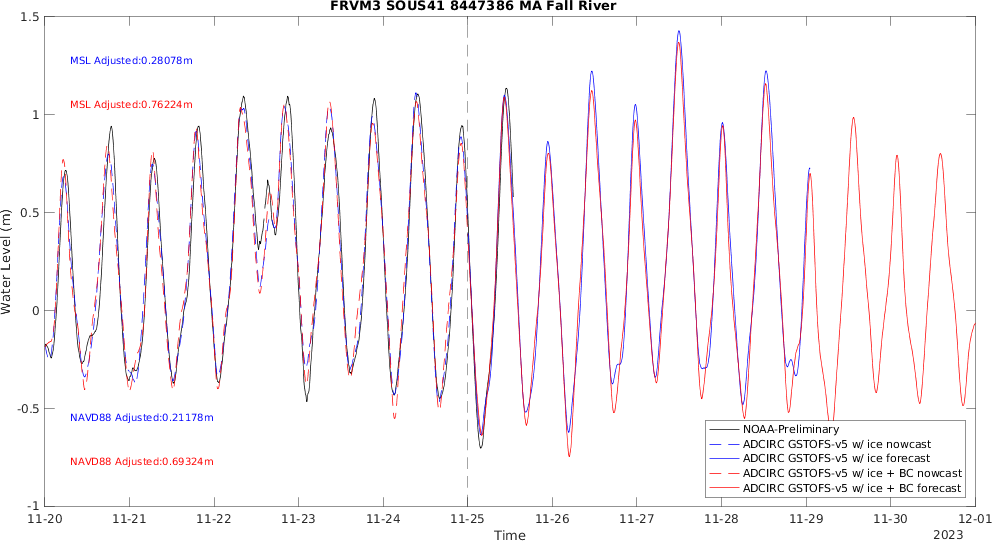 FRVM3 SOUS41 8447386 MA Fall River
1.5
1
0.5
0
-0.5
-1
Water Level (m)
MSL Adjusted:0.28078m
MSL Adjusted:0.76224m
NAVD88 Adjusted:0.21178m
NAVD88 Adjusted:0.69324m
NOAA-Preliminary
ADCIRC GSTOFS-v5 w/ ice nowcast
ADCIRC GSTOFS-v5 w/ ice forecast
ADCIRC GSTOFS-v5 w/ ice + BC nowcast
ADCIRC GSTOFS-v5 w/ ice + BC forecast
11-20 11-21 11-22 11-23 11-24 11-25 11-26 11-27 11-28 11-29 11-30 12-01
Time
2023